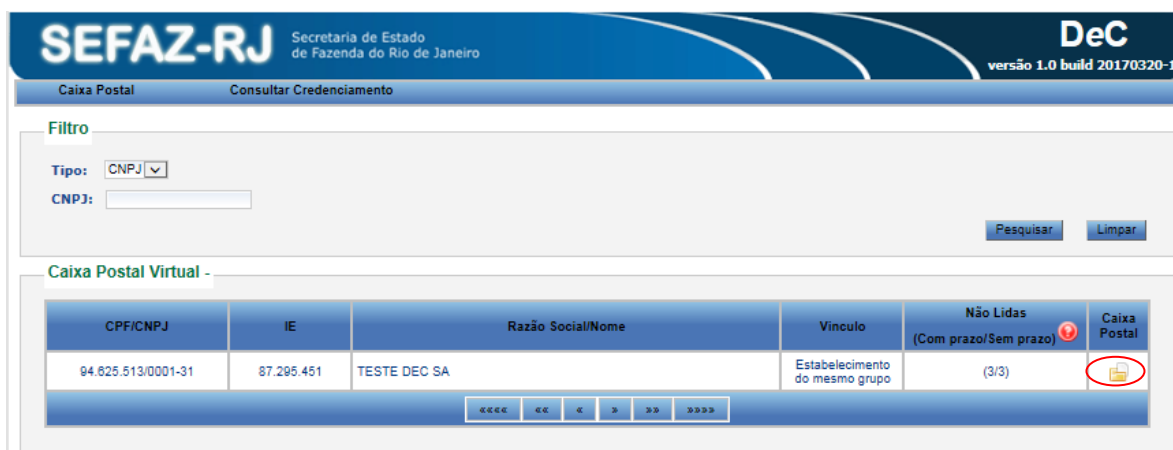 SEFAZ-RJ
Secretaria de Estado
de Fazenda do Rio de Janeiro
DeC
versão 1.0 build 20170320-1
Caixa Postal Consultar Credenciamento
Filtro
Tipo: CNPJ
CNPJ:
Pesquisar Limpar
Caixa Postal Virtual -
CPF/CNPJ IE Razão Social/Nome Vinculo Não Lidas (Com prazo/Sem prazo) ? Caixa Postal
94.625.513/0001-31 87.295.451 TESTE DEC SA Estabelecimento do mesmo grupo (3/3)
«««« «« « » »» »»»»